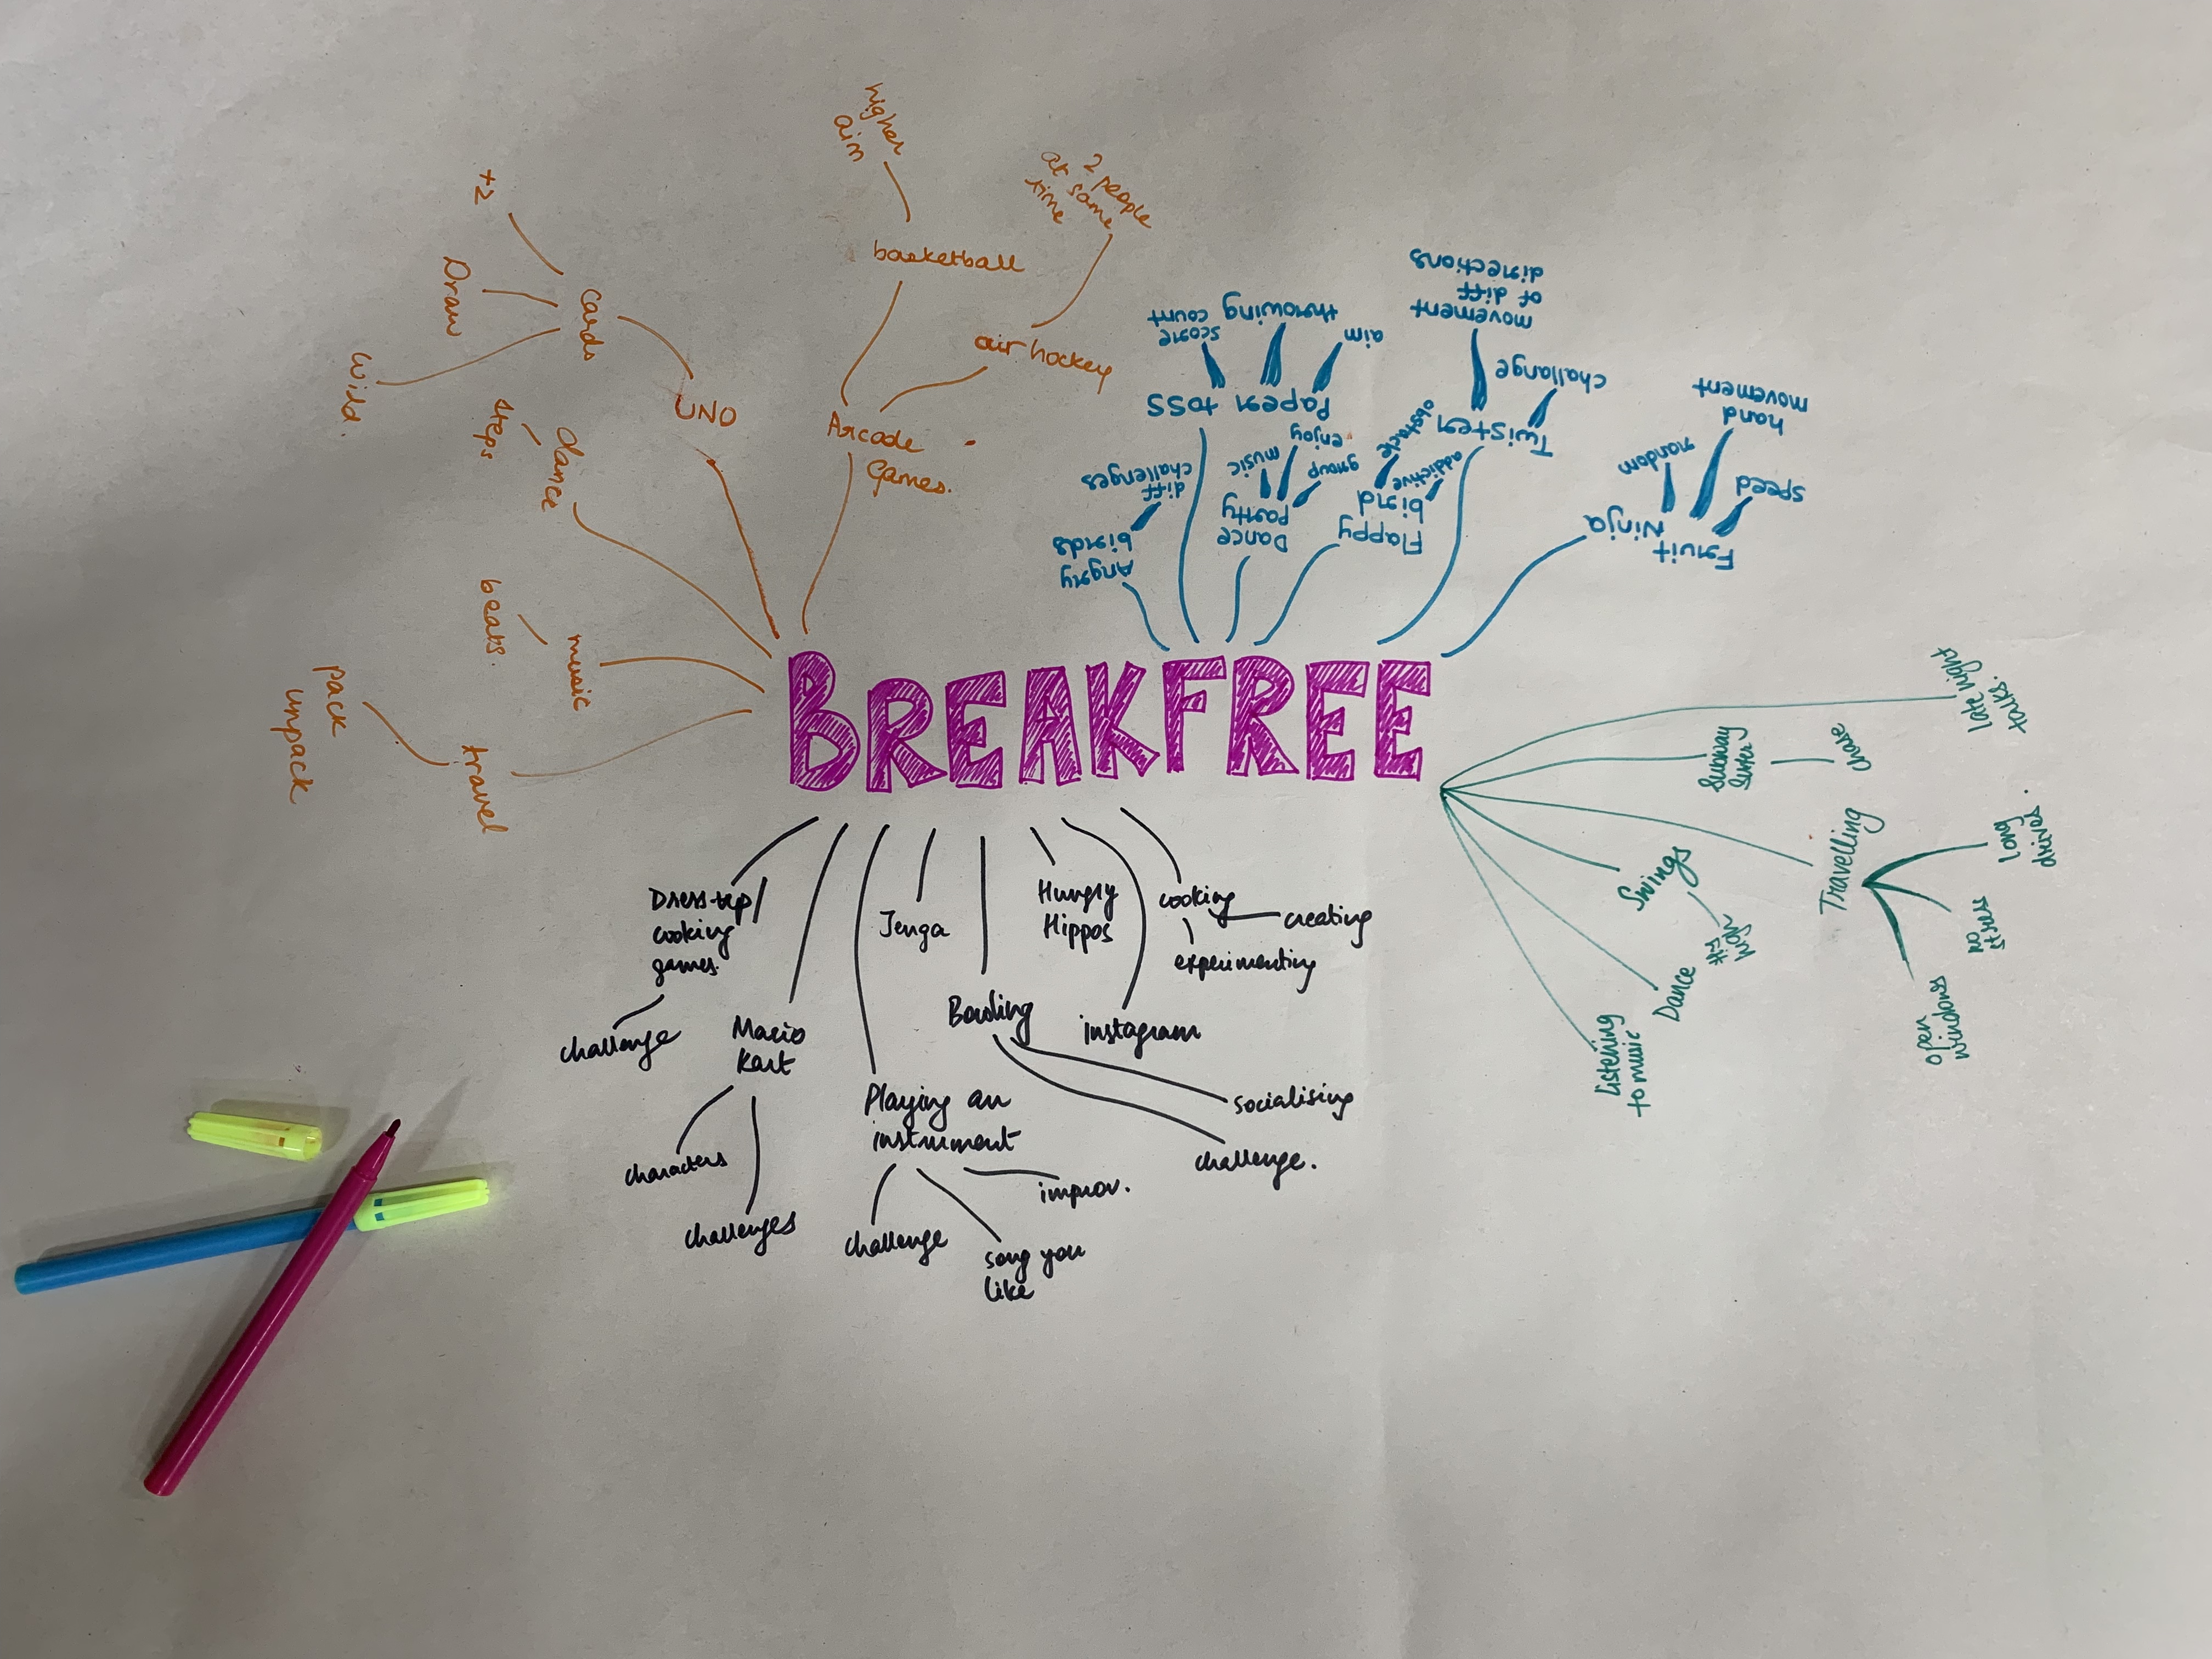 BREAKFREE
higher
aim
basketball
2 people
at same
time
air hockey
Arcade
Games.
UNO
Cards
+2
Draw
Wild.
dance
steps
music
beats.
travel
pack
unpack
Angry
birds
diff
challenges
Paper toss
score
count
throwing
aim
Dance
Party
music
enjoy
group
Flappy
bird
obstacle
addictive
Twister
movement
of diff
directions
challange
Fruit
Ninja
random
hand
movement
speed
late night
talks.
Subway
Surfer
chase
Travelling
long
drives
no
stress
open
windows
Swings
Dance
listening
to music
Dress up/
cooking
games.
challenge
Mario
Kart
characters
challenges
Playing an
instrument
challenge
song you
like
improv.
Jenga
Bowling
socialising
challenge.
Hungry
Hippos
instagram
cooking
creating
experimenting